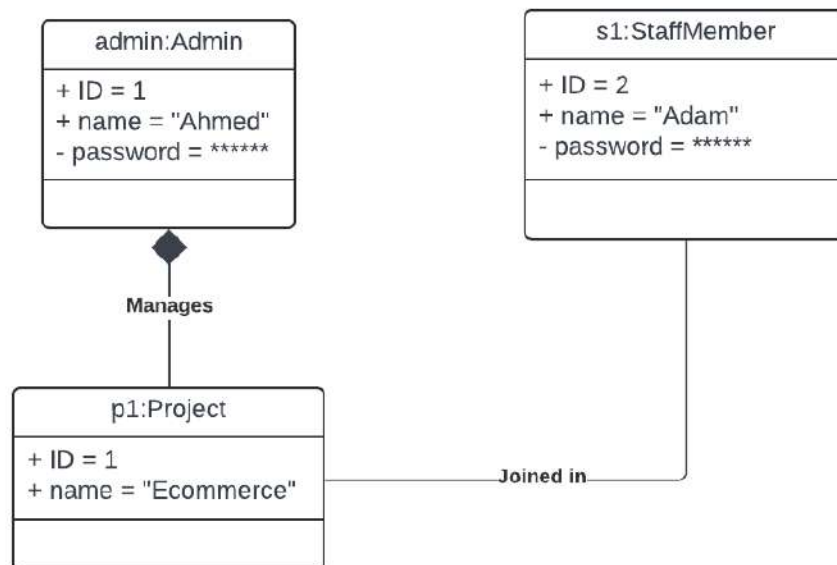 admin:Admin
+ ID = 1
+ name = "Ahmed"
- password = ******
s1:StaffMember
+ ID = 2
+ name = "Adam"
- password = ******
Manages
p1:Project
+ ID = 1
+ name = "Ecommerce"
Joined in